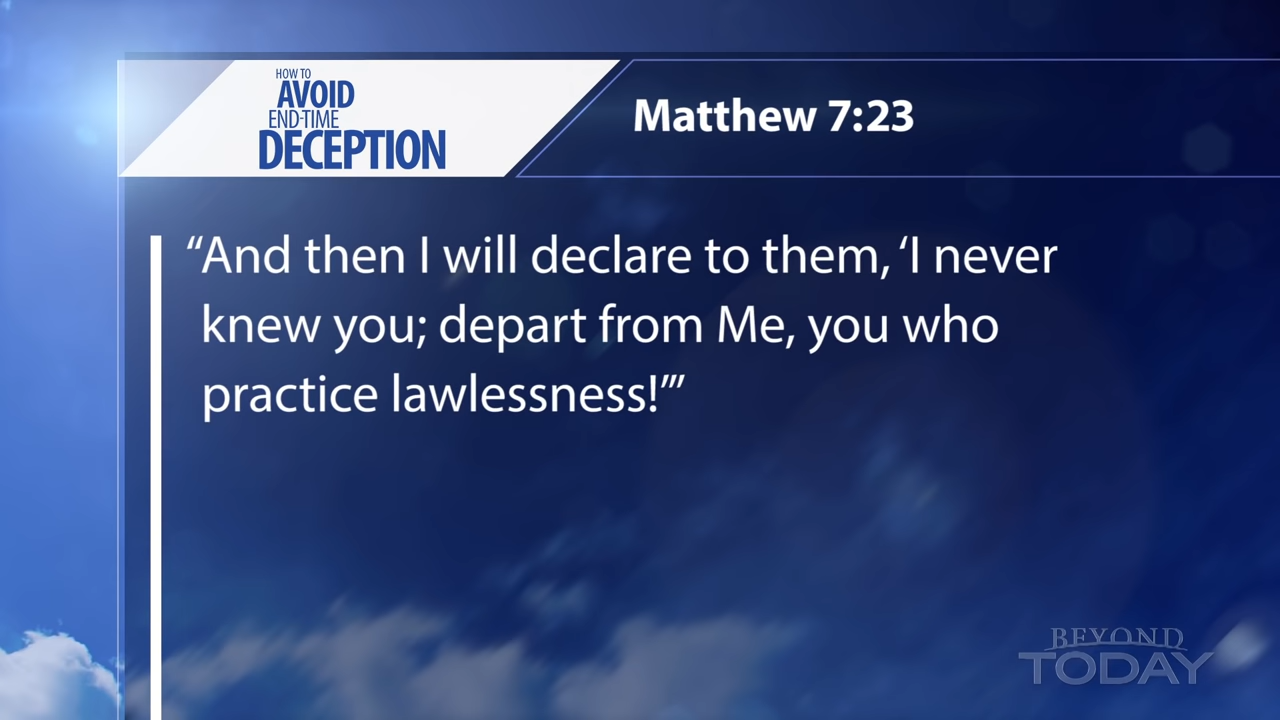 HOW TO
AVOID
END-TIME
DECEPTION
Matthew 7:23
“And then I will declare to them, ‘I never
knew you; depart from Me, you who
practice lawlessness!’”
BEYOND
TODAY